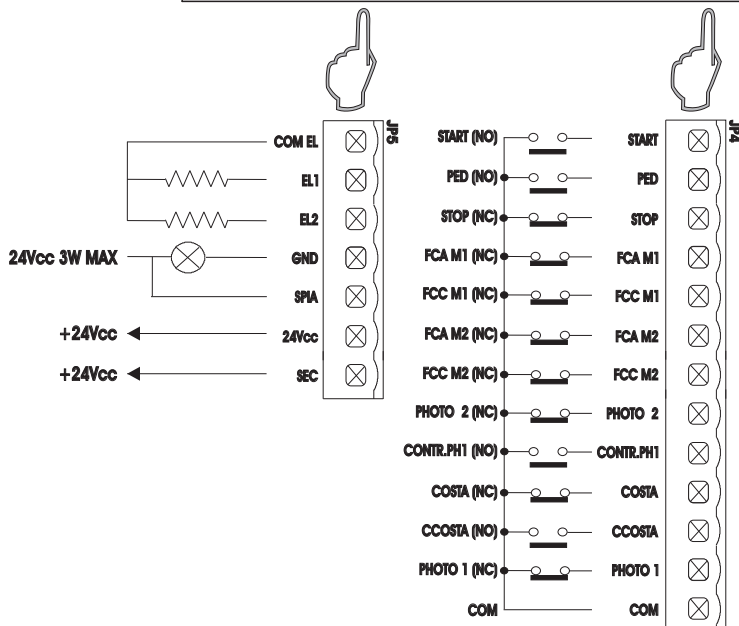 JP5
COM EL
EL1
EL2
24Vcc 3W MAX
GND
SPIA
+24Vcc
24Vcc
+24Vcc
SEC
JP4
START (NO)
START
PED (NO)
PED
STOP (NC)
STOP
FCA M1 (NC)
FCA M1
FCC M1 (NC)
FCC M1
FCA M2 (NC)
FCA M2
FCC M2 (NC)
FCC M2
PHOTO 2 (NC)
PHOTO 2
CONTR.PH1 (NO)
CONTR.PH1
COSTA (NC)
COSTA
CCOSTA (NO)
CCOSTA
PHOTO 1 (NC)
PHOTO 1
COM
COM